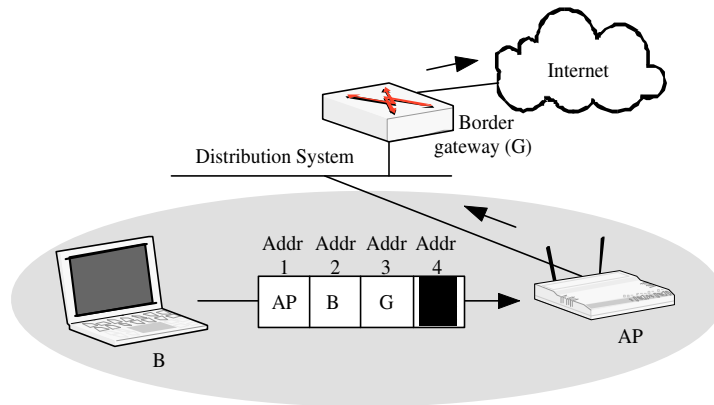 Internet
Border
gateway (G)
Distribution System
Addr Addr Addr Addr
1 2 3 4
AP B G
AP
B